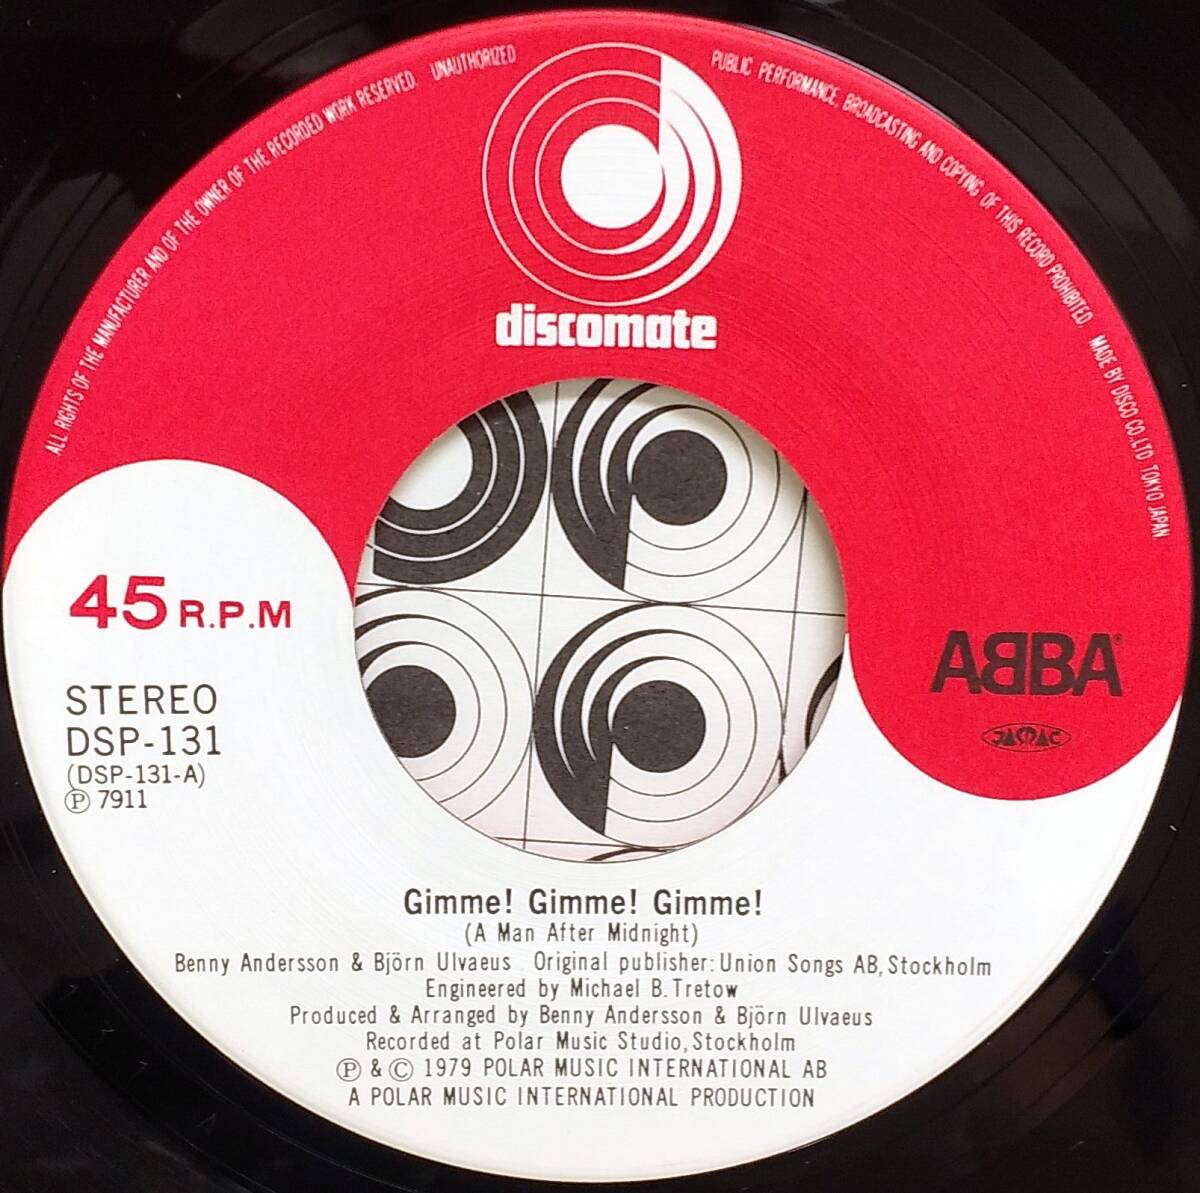 ALL RIGHTS OF THE MANUFACTURER AND OF THE OWNER OF THE RECORDED WORK RESERVED. UNAUTHORIZED PUBLIC PERFORMANCE, BROADCASTING AND COPYING OF THIS RECORD PROHIBITED. MADE BY DISCO CO., LTD. TOKYO JAPAN
discomate
45 R.P.M
STEREO
DSP-131
(DSP-131-A)
Ⓟ 7911
ABBA®
JASRAC
Gimme! Gimme! Gimme!
(A Man After Midnight)
Benny Andersson & Björn Ulvaeus Original publisher: Union Songs AB, Stockholm
Engineered by Michael B. Tretow
Produced & Arranged by Benny Andersson & Björn Ulvaeus
Recorded at Polar Music Studio, Stockholm
Ⓟ & © 1979 POLAR MUSIC INTERNATIONAL AB
A POLAR MUSIC INTERNATIONAL PRODUCTION